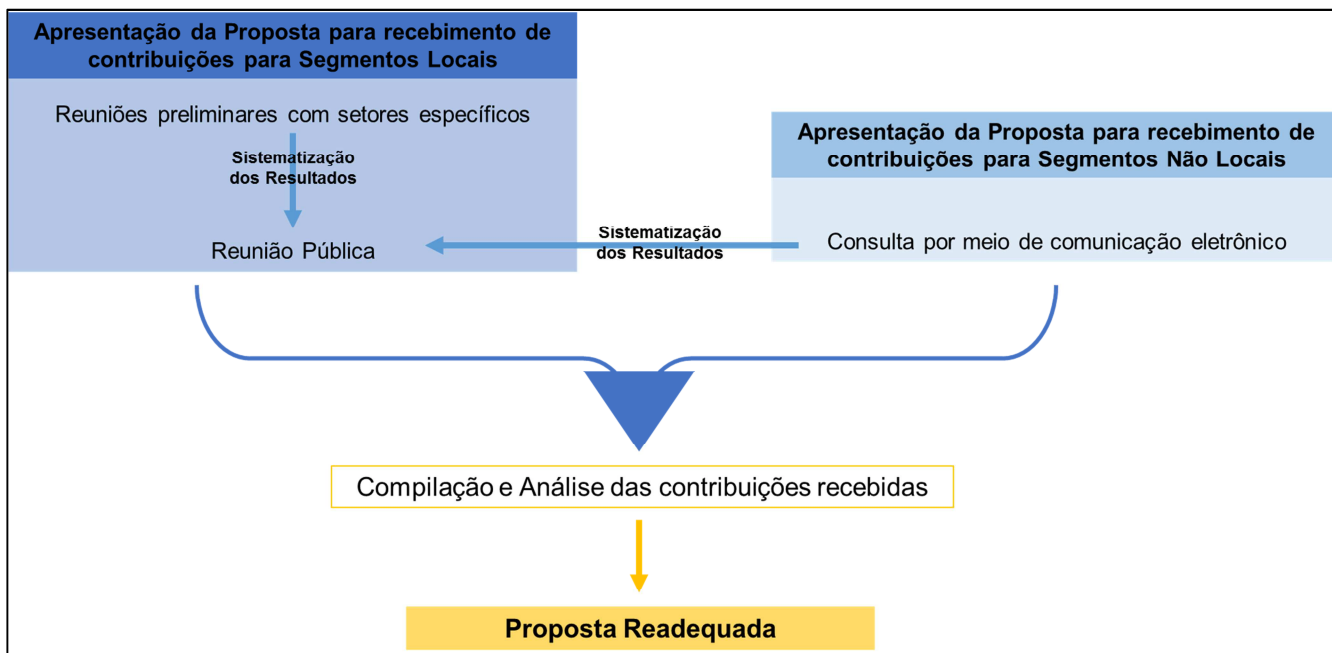 Apresentação da Proposta para recebimento de
contribuições para Segmentos Locais
Reuniões preliminares com setores específicos
Sistematização
dos Resultados
Reunião Pública
Apresentação da Proposta para recebimento de
contribuições para Segmentos Não Locais
Consulta por meio de comunicação eletrônico
Sistematização
dos Resultados
Compilação e Análise das contribuições recebidas
Proposta Readequada